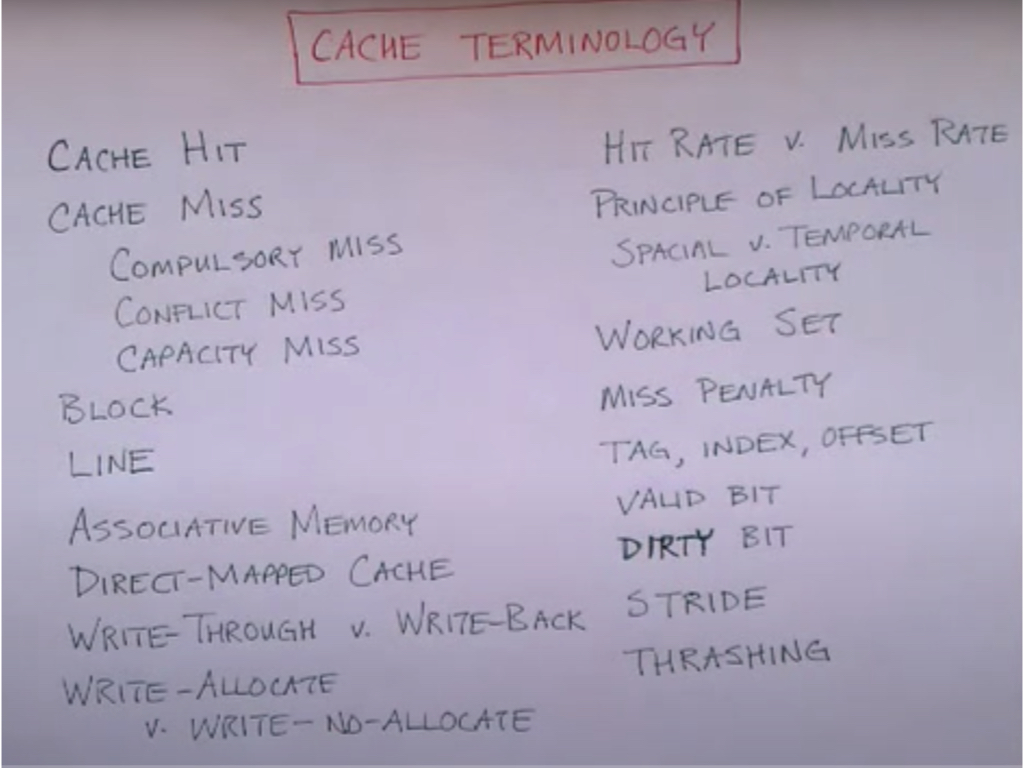 CACHE TERMINOLOGY
CACHE HIT
CACHE MISS
COMPULSORY MISS
CONFLICT MISS
CAPACITY MISS
BLOCK
LINE
ASSOCIATIVE MEMORY
DIRECT-MAPPED CACHE
WRITE-THROUGH v. WRITE-BACK
WRITE-ALLOCATE
v. WRITE-NO-ALLOCATE
HIT RATE v. MISS RATE
PRINCIPLE OF LOCALITY
SPACIAL v. TEMPORAL
LOCALITY
WORKING SET
MISS PENALTY
TAG, INDEX, OFFSET
VALID BIT
DIRTY BIT
STRIDE
THRASHING